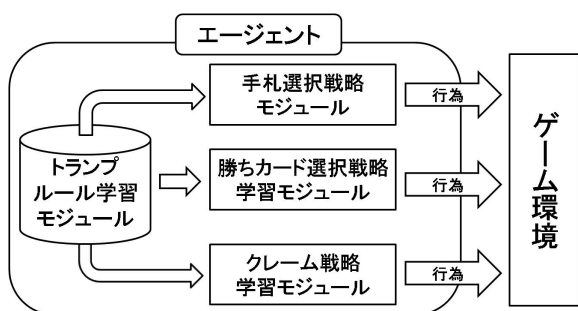 エージェント
手札選択戦略
モジュール
行為
トランプ
ルール学習
モジュール
勝ちカード選択戦略
学習モジュール
行為
クレーム戦略
学習モジュール
行為
ゲーム環境